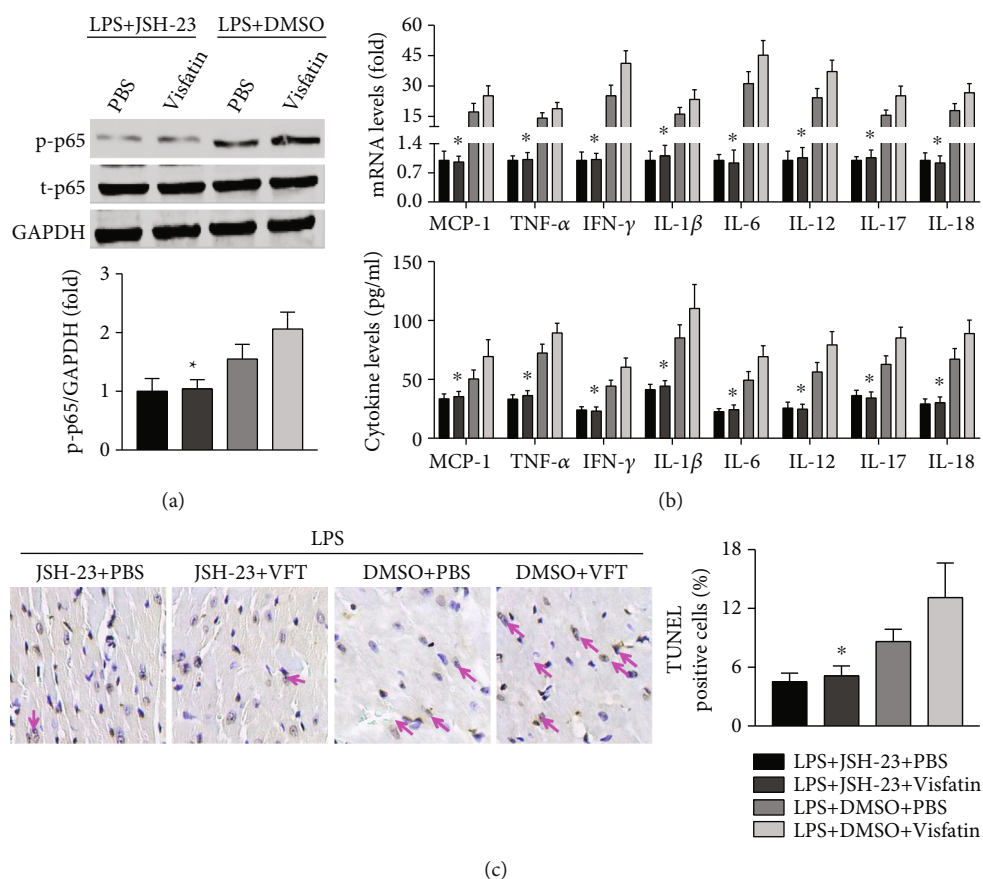 LPS+JSH-23 LPS+DMSO
PBS Visfatin PBS Visfatin
p-p65
t-p65
GAPDH
p-p65/GAPDH (fold)
3
2
1
0
*
(a)
mRNA levels (fold)
60
45
30
15
1.4
0.7
0.0
* * * * * * * *
MCP-1 TNF-α IFN-γ IL-1β IL-6 IL-12 IL-17 IL-18
Cytokine levels (pg/ml)
150
100
50
0
* * * * * * * *
MCP-1 TNF-α IFN-γ IL-1β IL-6 IL-12 IL-17 IL-18
(b)
LPS
JSH-23+PBS JSH-23+VFT DMSO+PBS DMSO+VFT
TUNEL
positive cells (%)
18
12
6
0
*
LPS+JSH-23+PBS
LPS+JSH-23+Visfatin
LPS+DMSO+PBS
LPS+DMSO+Visfatin
(c)